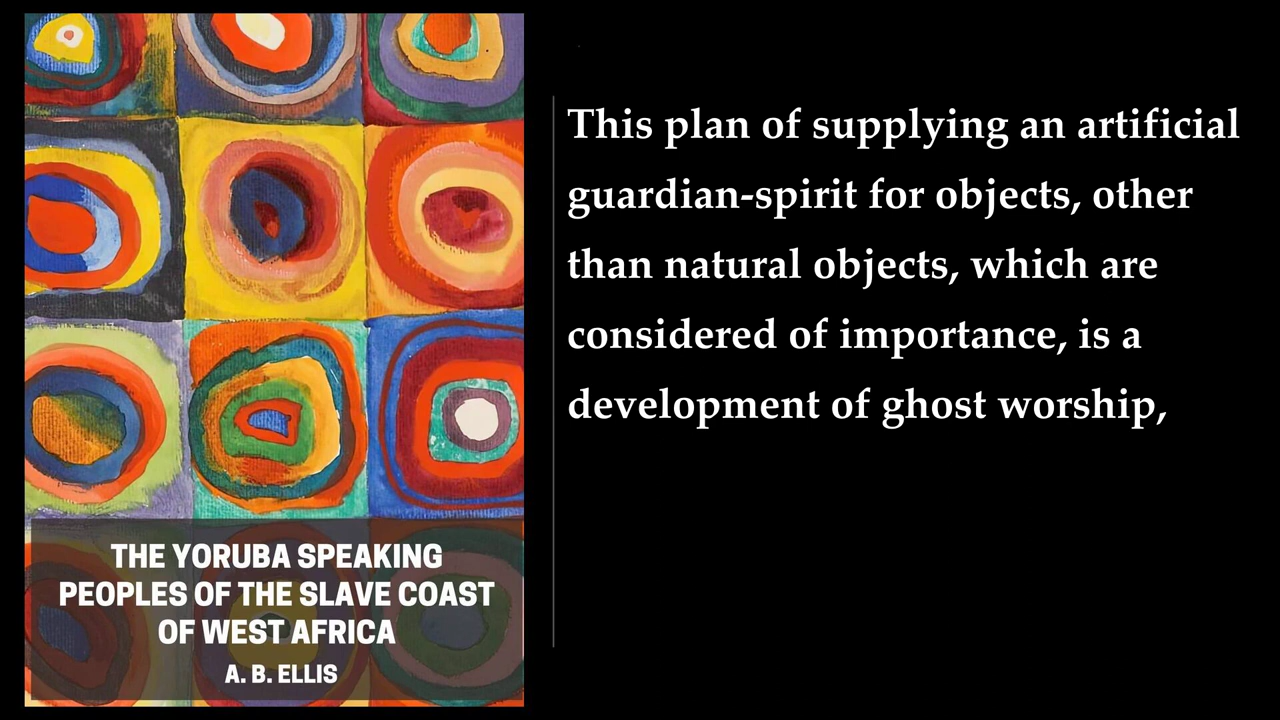 THE YORUBA SPEAKING
PEOPLES OF THE SLAVE COAST
OF WEST AFRICA
A. B. ELLIS
This plan of supplying an artificial
guardian-spirit for objects, other
than natural objects, which are
considered of importance, is a
development of ghost worship,